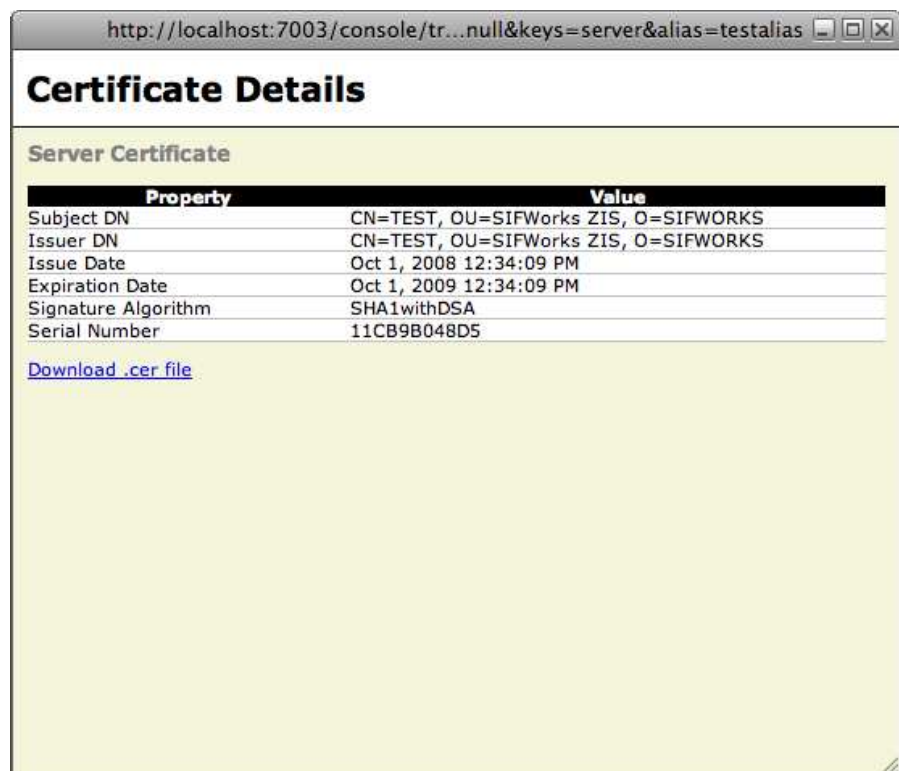 http://localhost:7003/console/tr...null&keys=server&alias=testalias
Certificate Details
Server Certificate
Property Value
Subject DN CN=TEST, OU=SIFWorks ZIS, O=SIFWORKS
Issuer DN CN=TEST, OU=SIFWorks ZIS, O=SIFWORKS
Issue Date Oct 1, 2008 12:34:09 PM
Expiration Date Oct 1, 2009 12:34:09 PM
Signature Algorithm SHA1withDSA
Serial Number 11CB9B048D5
Download .cer file